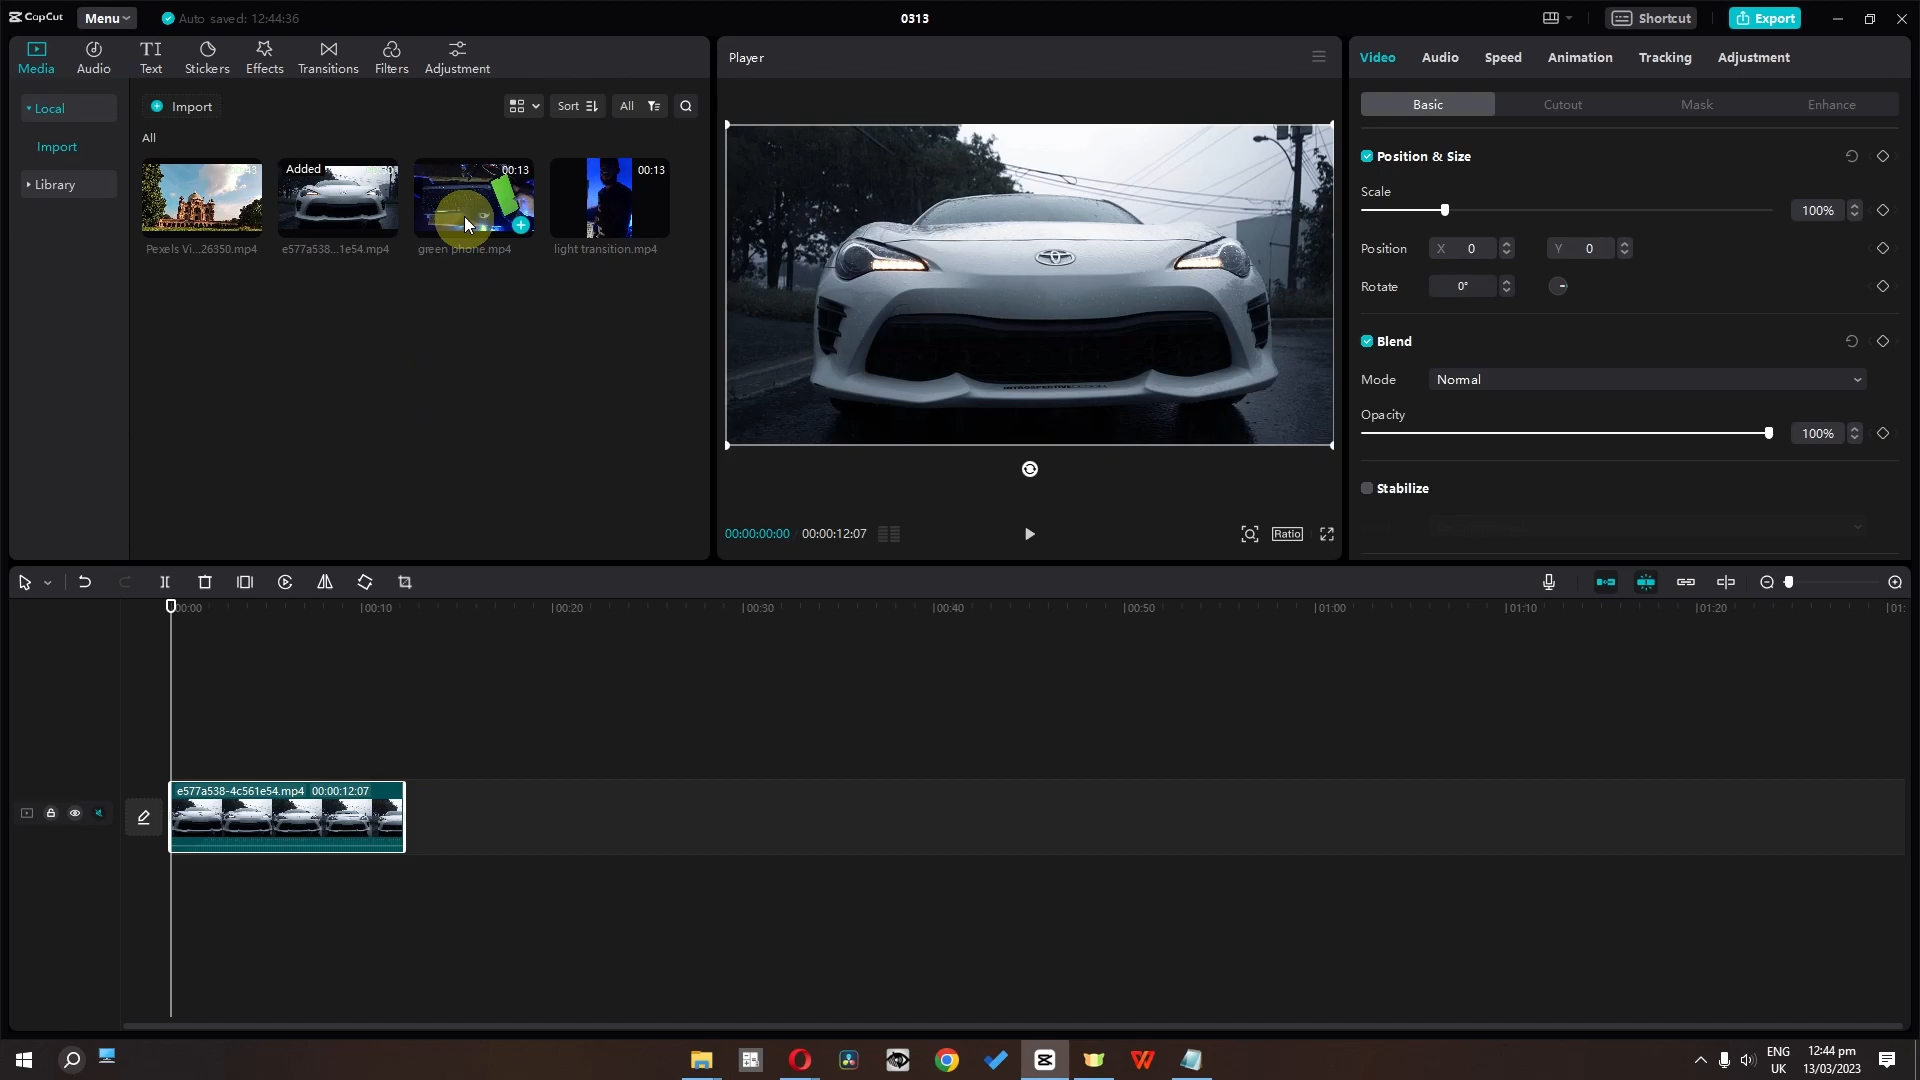 CapCut
Menu
Auto saved: 12:44:36
0313
Shortcut
Export
Media
Audio
Text
Stickers
Effects
Transitions
Filters
Adjustment
Local
Import
Library
Import
Sort
All
All
Pexels Vi...26350.mp4
Added
e577a538...1e54.mp4
00:13
green phone.mp4
00:13
light transition.mp4
Player
00:00:00:00
00:00:12:07
Ratio
Video
Audio
Speed
Animation
Tracking
Adjustment
Basic
Cutout
Mask
Enhance
Position & Size
Scale
100%
Position
X 0
Y 0
Rotate
0°
Blend
Mode
Normal
Opacity
100%
Stabilize
00:00
00:10
00:20
00:30
00:40
00:50
01:00
01:10
01:20
01:
e577a538-4c561e54.mp4 00:00:12:07
ENG
UK
12:44 pm
13/03/2023